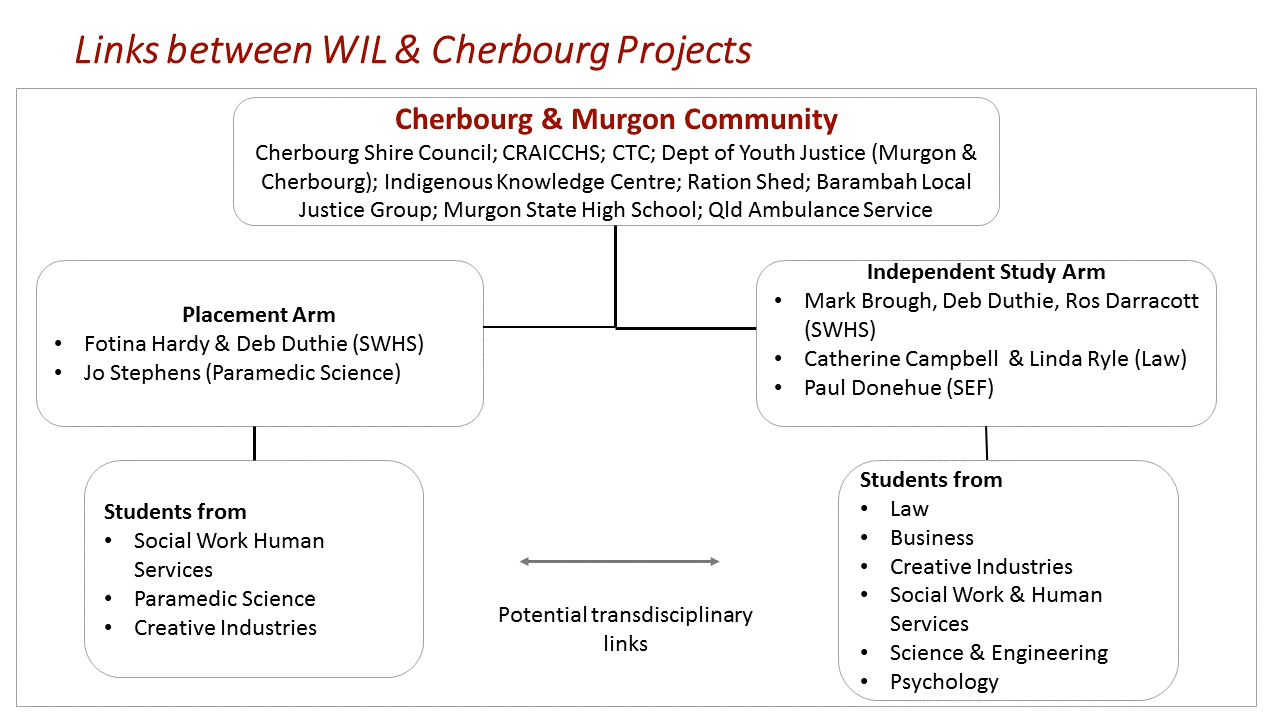 Links between WIL & Cherbourg Projects
Cherbourg & Murgon Community
Cherbourg Shire Council; CRAICCHS; CTC; Dept of Youth Justice (Murgon &
Cherbourg); Indigenous Knowledge Centre; Ration Shed; Barambah Local
Justice Group; Murgon State High School; Qld Ambulance Service
Placement Arm
• Fotina Hardy & Deb Duthie (SWHS)
• Jo Stephens (Paramedic Science)
Independent Study Arm
• Mark Brough, Deb Duthie, Ros Darracott
(SWHS)
• Catherine Campbell & Linda Ryle (Law)
• Paul Donehue (SEF)
Students from
• Social Work Human
Services
• Paramedic Science
• Creative Industries
Potential transdisciplinary
links
Students from
• Law
• Business
• Creative Industries
• Social Work & Human
Services
• Science & Engineering
• Psychology